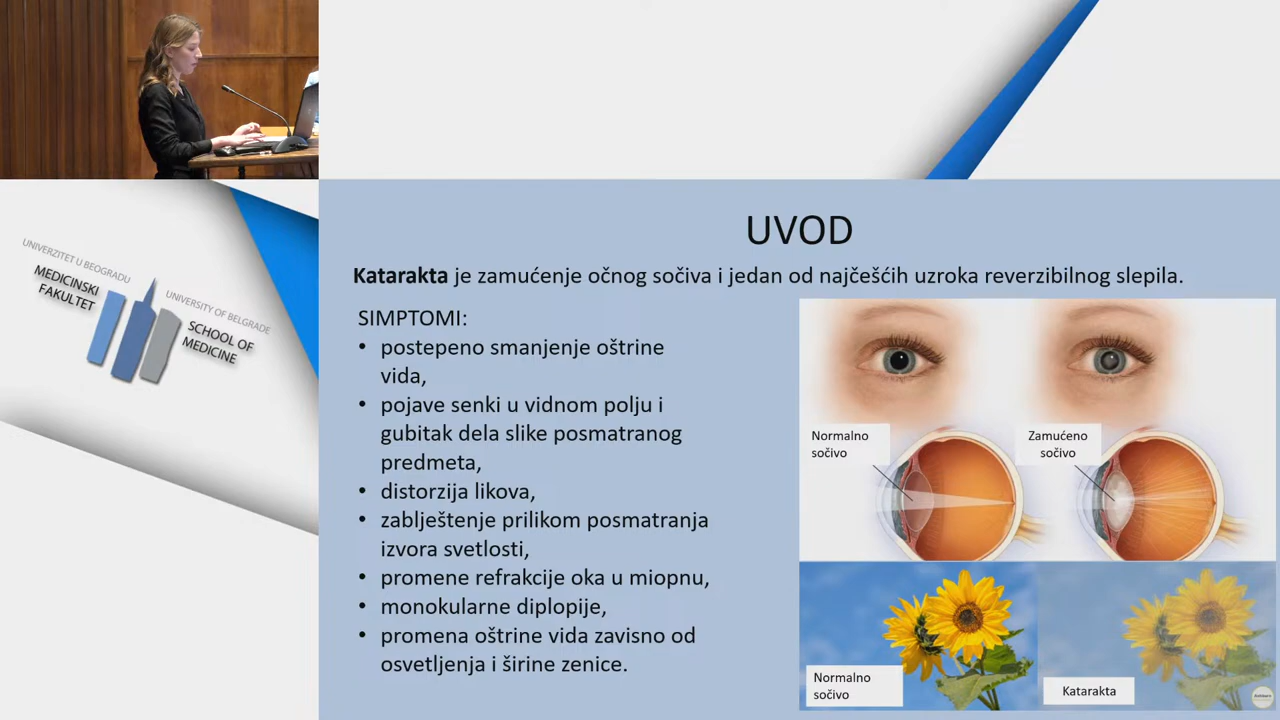 UNIVERZITET U BEOGRADU
MEDICINSKI
FAKULTET
UNIVERSITY OF BELGRADE
SCHOOL OF
MEDICINE
UVOD
Katarakta je zamućenje očnog sočiva i jedan od najčešćih uzroka reverzibilnog slepila.
SIMPTOMI:
• postepeno smanjenje oštrine
vida,
• pojave senki u vidnom polju i
gubitak dela slike posmatranog
predmeta,
• distorzija likova,
• zablještenje prilikom posmatranja
izvora svetlosti,
• promene refrakcije oka u miopnu,
• monokularne diplopije,
• promena oštrine vida zavisno od
osvetljenja i širine zenice.
Normalno
sočivo
Zamućeno
sočivo
Normalno
sočivo
Katarakta